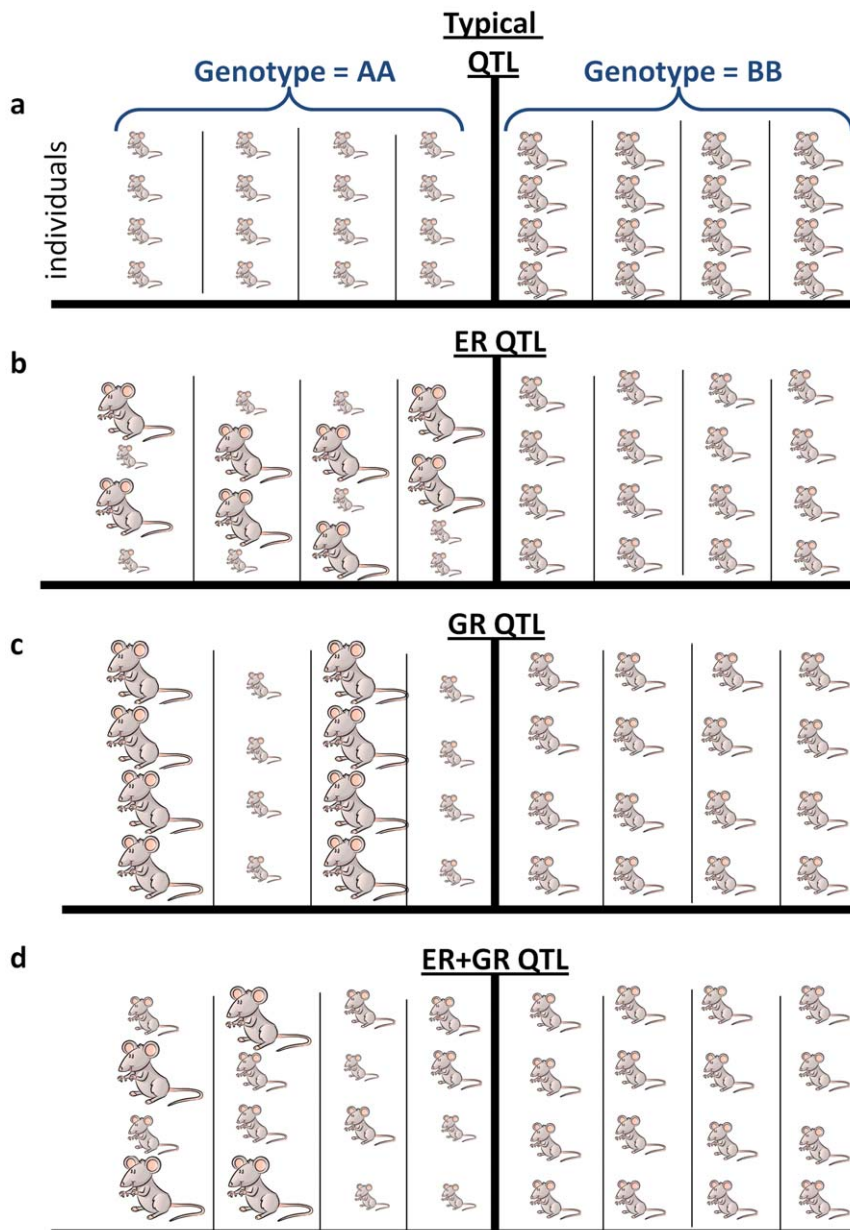 Typical
QTL
Genotype = AA
Genotype = BB
a
individuals
ER QTL
b
GR QTL
c
d
ER+GR QTL